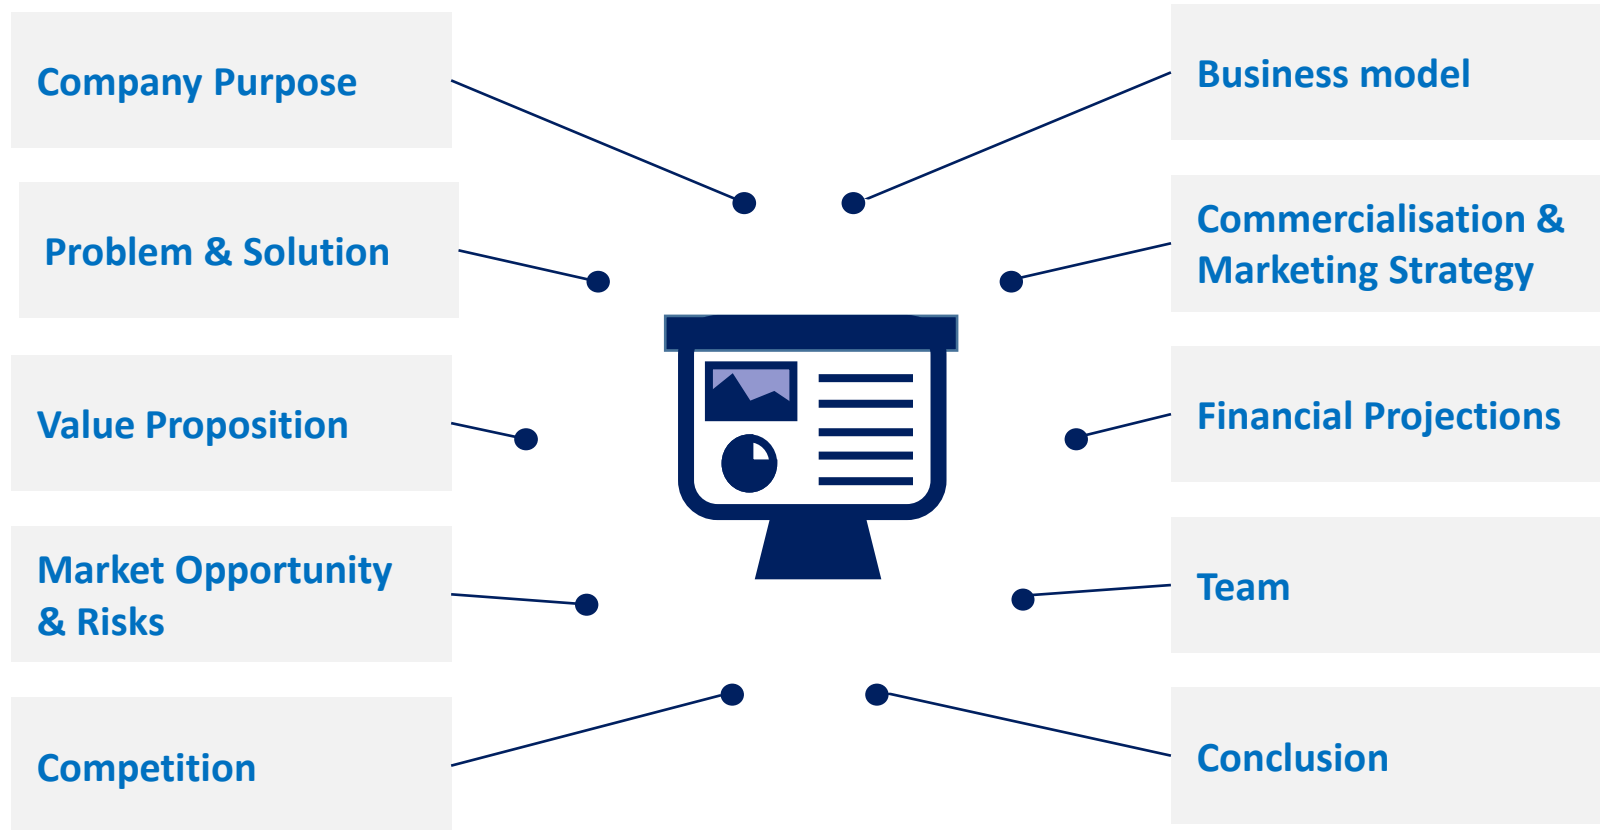 Company Purpose
Problem & Solution
Value Proposition
Market Opportunity
& Risks
Competition
Business model
Commercialisation &
Marketing Strategy
Financial Projections
Team
Conclusion